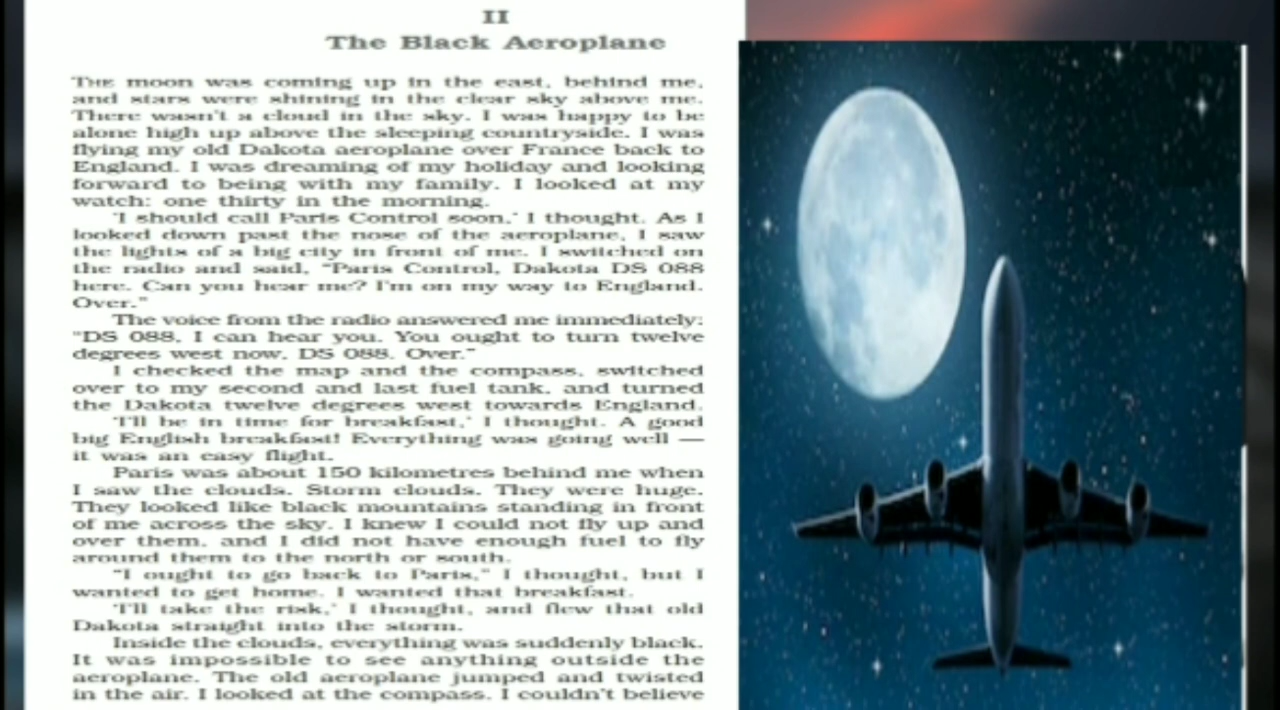 II
The Black Aeroplane
THE moon was coming up in the east, behind me,
and stars were shining in the clear sky above me.
There wasn't a cloud in the sky. I was happy to be
alone high up above the sleeping countryside. I was
flying my old Dakota aeroplane over France back to
England. I was dreaming of my holiday and looking
forward to being with my family. I looked at my
watch: one thirty in the morning.
'I should call Paris Control soon,' I thought. As I
looked down past the nose of the aeroplane, I saw
the lights of a big city in front of me. I switched on
the radio and said, “Paris Control, Dakota DS 088
here. Can you hear me? I'm on my way to England.
Over.”
The voice from the radio answered me immediately:
“DS 088, I can hear you. You ought to turn twelve
degrees west now, DS 088. Over.”
I checked the map and the compass, switched
over to my second and last fuel tank, and turned
the Dakota twelve degrees west towards England.
'I'll be in time for breakfast,' I thought. A good
big English breakfast! Everything was going well —
it was an easy flight.
Paris was about 150 kilometres behind me when
I saw the clouds. Storm clouds. They were huge.
They looked like black mountains standing in front
of me across the sky. I knew I could not fly up and
over them, and I did not have enough fuel to fly
around them to the north or south.
“I ought to go back to Paris,” I thought, but I
wanted to get home. I wanted that breakfast.
'I'll take the risk,' I thought, and flew that old
Dakota straight into the storm.
Inside the clouds, everything was suddenly black.
It was impossible to see anything outside the
aeroplane. The old aeroplane jumped and twisted
in the air. I looked at the compass. I couldn't believe